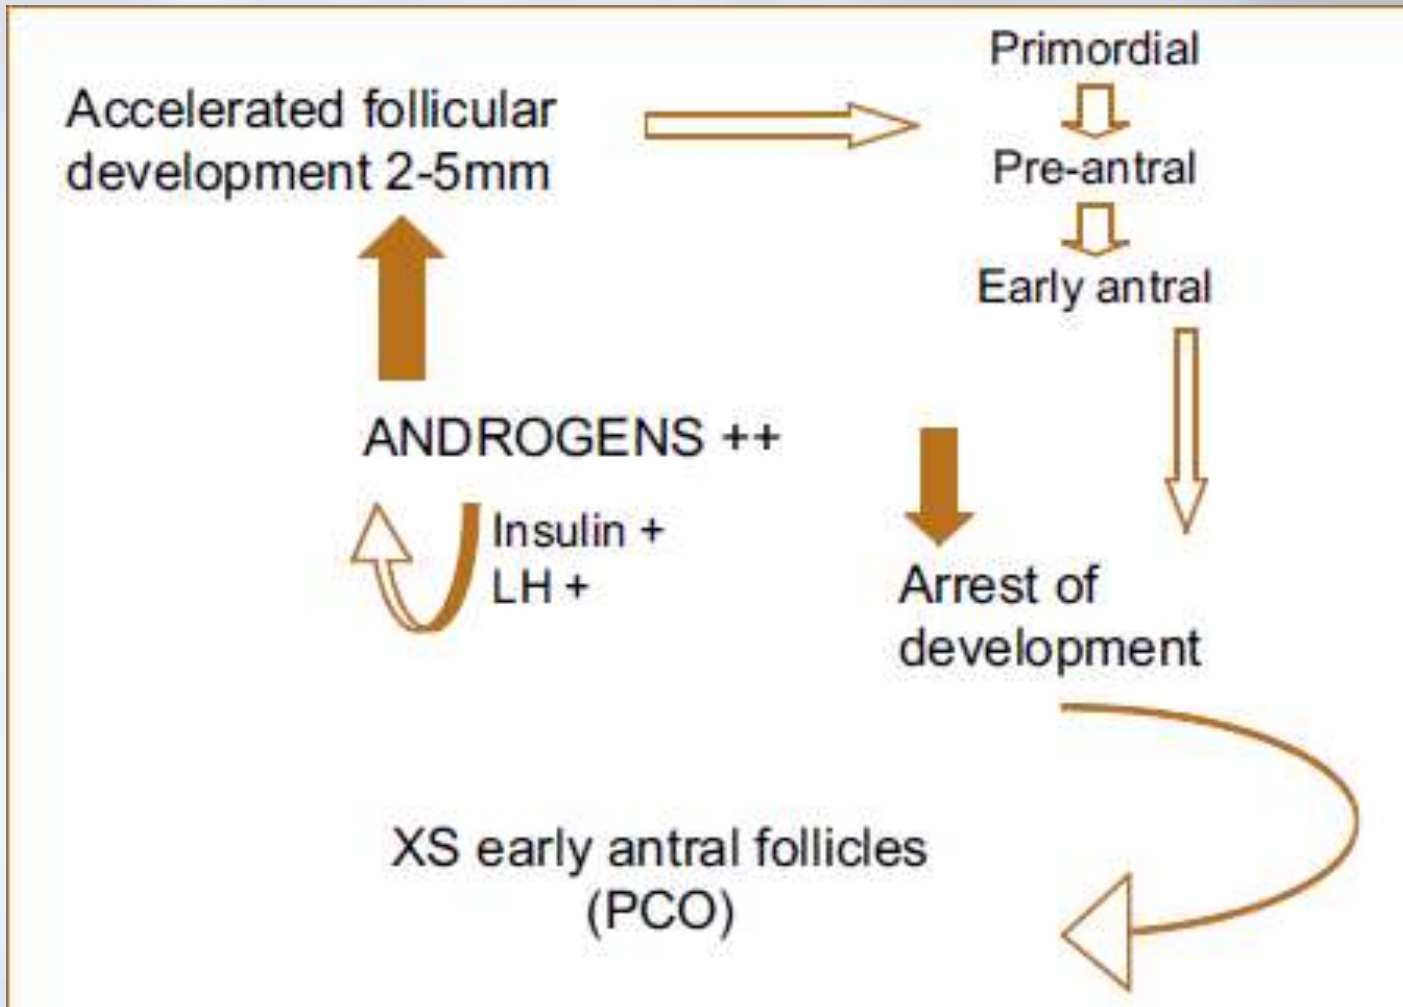 Accelerated follicular
development 2-5mm
Primordial
Pre-antral
Early antral
ANDROGENS ++
Insulin +
LH +
Arrest of
development
XS early antral follicles
(PCO)